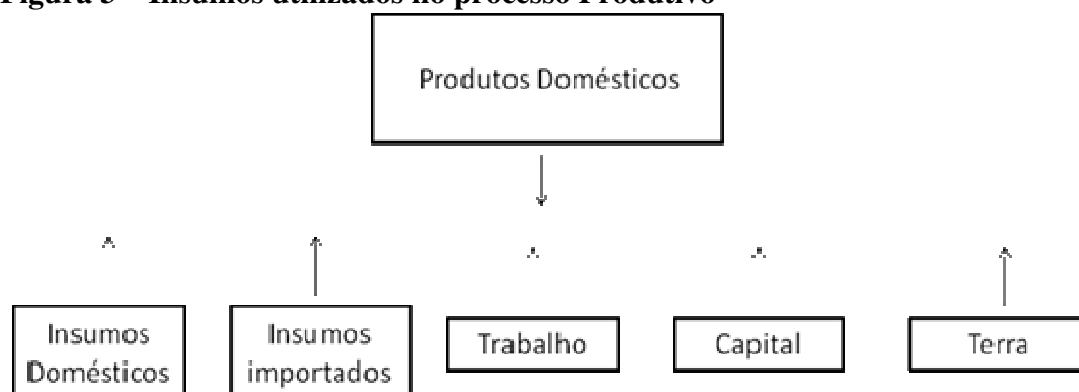 Figura 3 – Insumos utilizados no processo Produtivo
Produtos Domésticos
Insumos
Domésticos
Insumos
importados
Trabalho
Capital
Terra